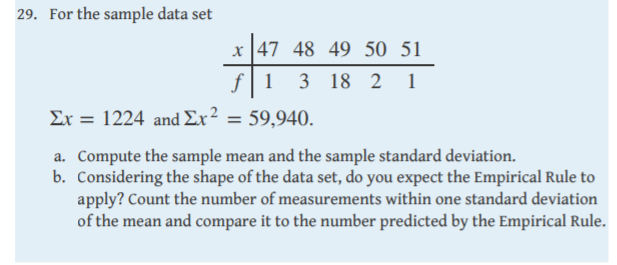 29. For the sample data set
x 47 48 49 50 51
f 1 3 18 2 1
Σx = 1224 and Σx² = 59,940.
a. Compute the sample mean and the sample standard deviation.
b. Considering the shape of the data set, do you expect the Empirical Rule to
apply? Count the number of measurements within one standard deviation
of the mean and compare it to the number predicted by the Empirical Rule.